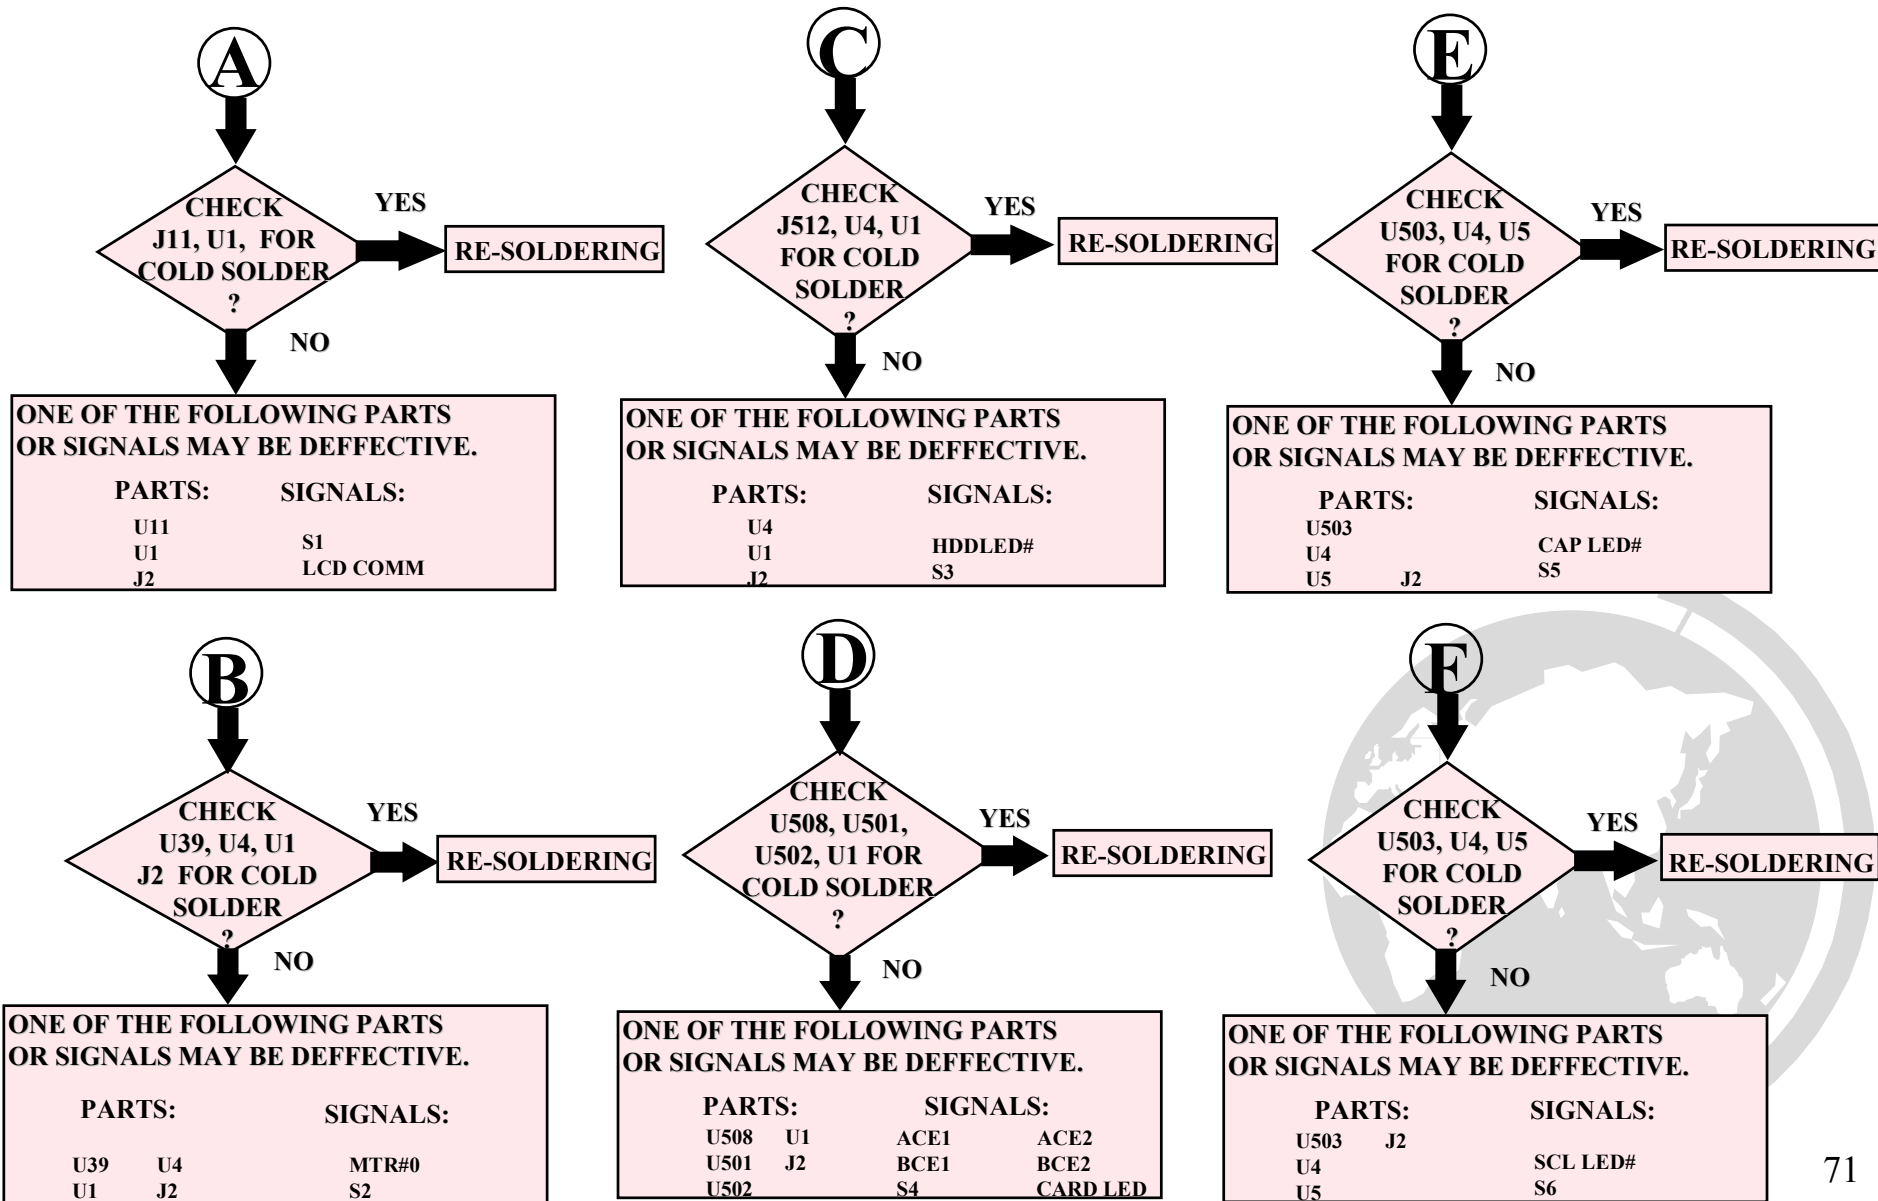 A
CHECK
J11, U1, FOR
COLD SOLDER
?
YES
RE-SOLDERING
NO
ONE OF THE FOLLOWING PARTS
OR SIGNALS MAY BE DEFFECTIVE.
PARTS: SIGNALS:
U11
U1
J2
S1
LCD COMM
C
CHECK
J512, U4, U1
FOR COLD
SOLDER
?
YES
RE-SOLDERING
NO
ONE OF THE FOLLOWING PARTS
OR SIGNALS MAY BE DEFFECTIVE.
PARTS: SIGNALS:
U4
U1
J2
HDDLED#
S3
E
CHECK
U503, U4, U5
FOR COLD
SOLDER
?
YES
RE-SOLDERING
NO
ONE OF THE FOLLOWING PARTS
OR SIGNALS MAY BE DEFFECTIVE.
PARTS: SIGNALS:
U503
U4
U5 J2
CAP LED#
S5
B
CHECK
U39, U4, U1
J2 FOR COLD
SOLDER
?
YES
RE-SOLDERING
NO
ONE OF THE FOLLOWING PARTS
OR SIGNALS MAY BE DEFFECTIVE.
PARTS: SIGNALS:
U39 U4 MTR#0
U1 J2 S2
D
CHECK
U508, U501,
U502, U1 FOR
COLD SOLDER
?
YES
RE-SOLDERING
NO
ONE OF THE FOLLOWING PARTS
OR SIGNALS MAY BE DEFFECTIVE.
PARTS: SIGNALS:
U508 U1 ACE1 ACE2
U501 J2 BCE1 BCE2
U502 S4 CARD LED
F
CHECK
U503, U4, U5
FOR COLD
SOLDER
?
YES
RE-SOLDERING
NO
ONE OF THE FOLLOWING PARTS
OR SIGNALS MAY BE DEFFECTIVE.
PARTS: SIGNALS:
U503 J2
U4
U5
SCL LED#
S6
71